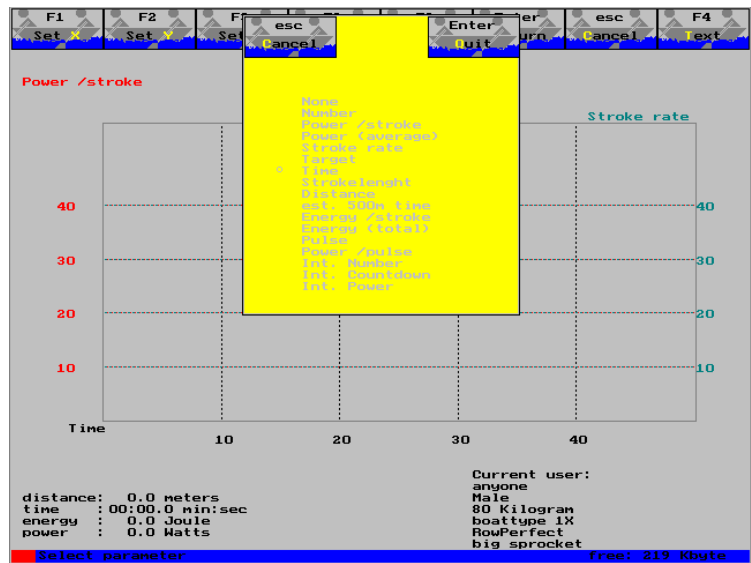 F1 F2 F esc Enter er esc F4
Set X Set Y Set Cancel Quit urn Cancel Text
Power /stroke
None
Number
Power /stroke
Stroke rate
Power (average)
Stroke rate
Target
Time
Strokelenght
Distance
est. 500m time
Energy /stroke
Energy (total)
Pulse
Power /pulse
Int. Number
Int. Countdown
Int. Power
40 40
30 30
20 20
10 10
Time
10 20 30 40
Current user:
anyone
distance: 0.0 meters Male
time :00:00.0 min:sec 80 Kilogram
energy : 0.0 Joule boattype 1X
power : 0.0 Watts RowPerfect
big sprocket
Select parameter free: 219 Kbyte